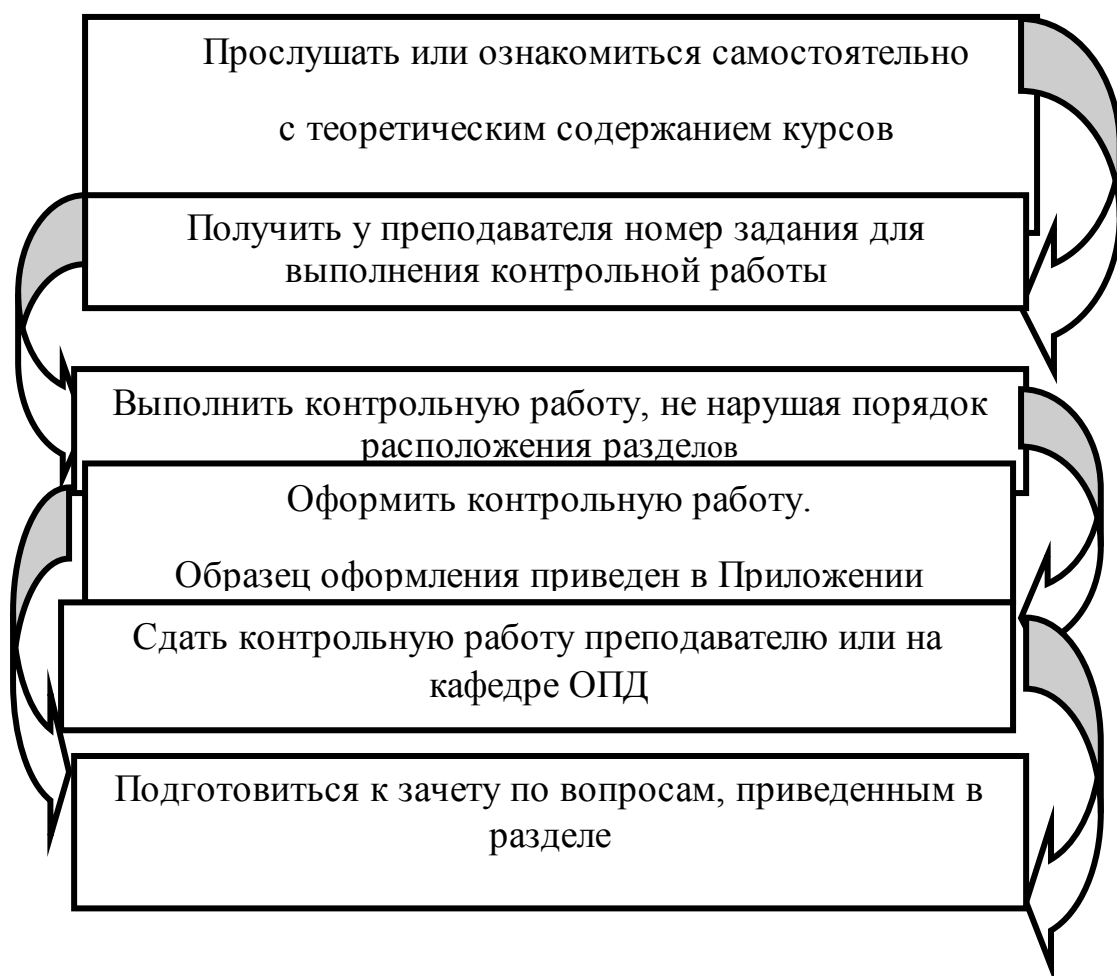 Прослушать или ознакомиться самостоятельно
с теоретическим содержанием курсов
Получить у преподавателя номер задания для
выполнения контрольной работы
Выполнить контрольную работу, не нарушая порядок
расположения разделов
Оформить контрольную работу.
Образец оформления приведен в Приложении
Сдать контрольную работу преподавателю или на
кафедре ОПД
Подготовиться к зачету по вопросам, приведенным в
разделе